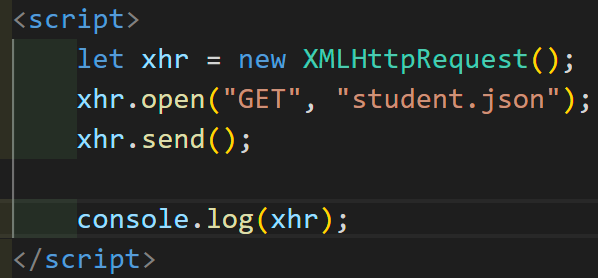 <script>
let xhr = new XMLHttpRequest();
xhr.open("GET", "student.json");
xhr.send();
console.log(xhr);
</script>